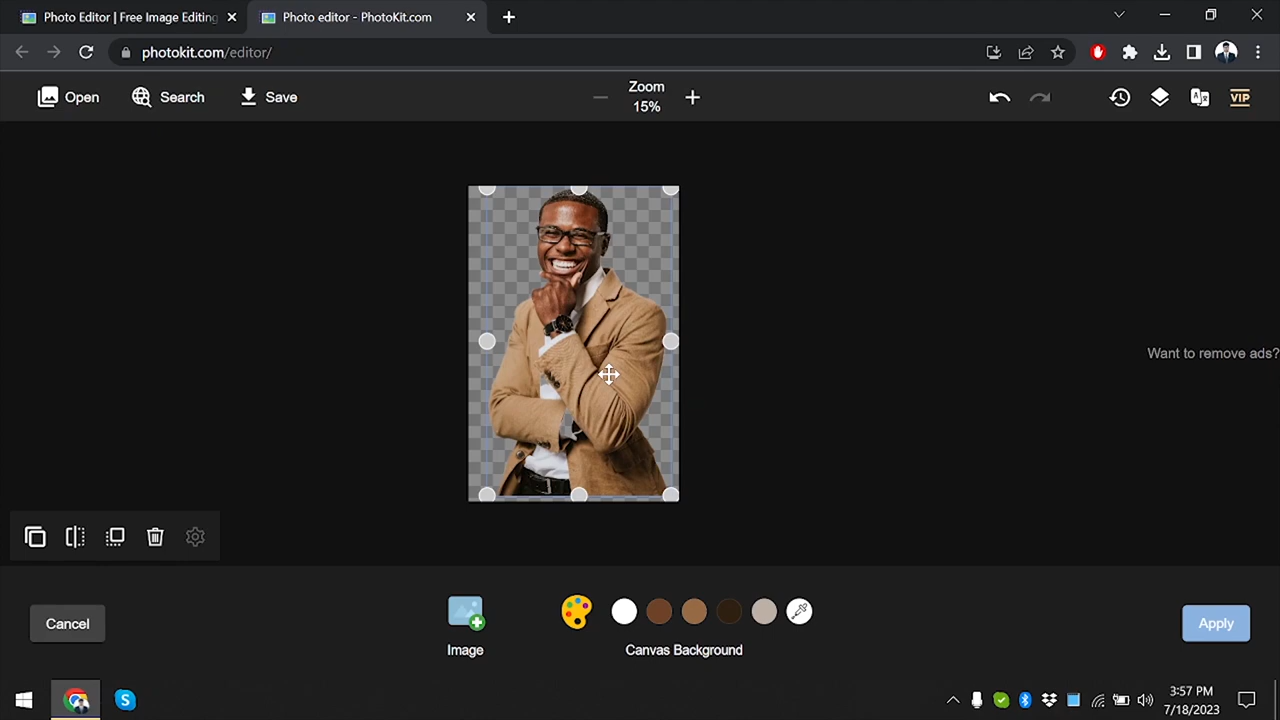 Photo Editor | Free Image Editing
Photo editor - PhotoKit.com
photokit.com/editor/
Open
Search
Save
Zoom
15%
VIP
Want to remove ads?
Cancel
Image
Canvas Background
Apply
3:57 PM
7/18/2023